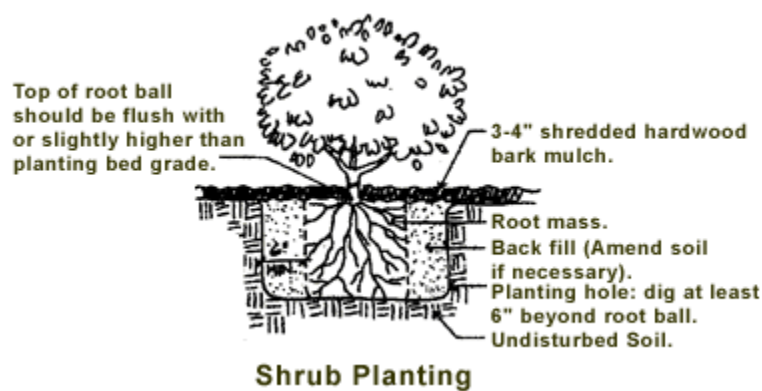 Top of root ball
should be flush with
or slightly higher than
planting bed grade.
3-4" shredded hardwood
bark mulch.
Root mass.
Back fill (Amend soil
if necessary).
Planting hole: dig at least
6" beyond root ball.
Undisturbed Soil.
6"
MIN.
Shrub Planting